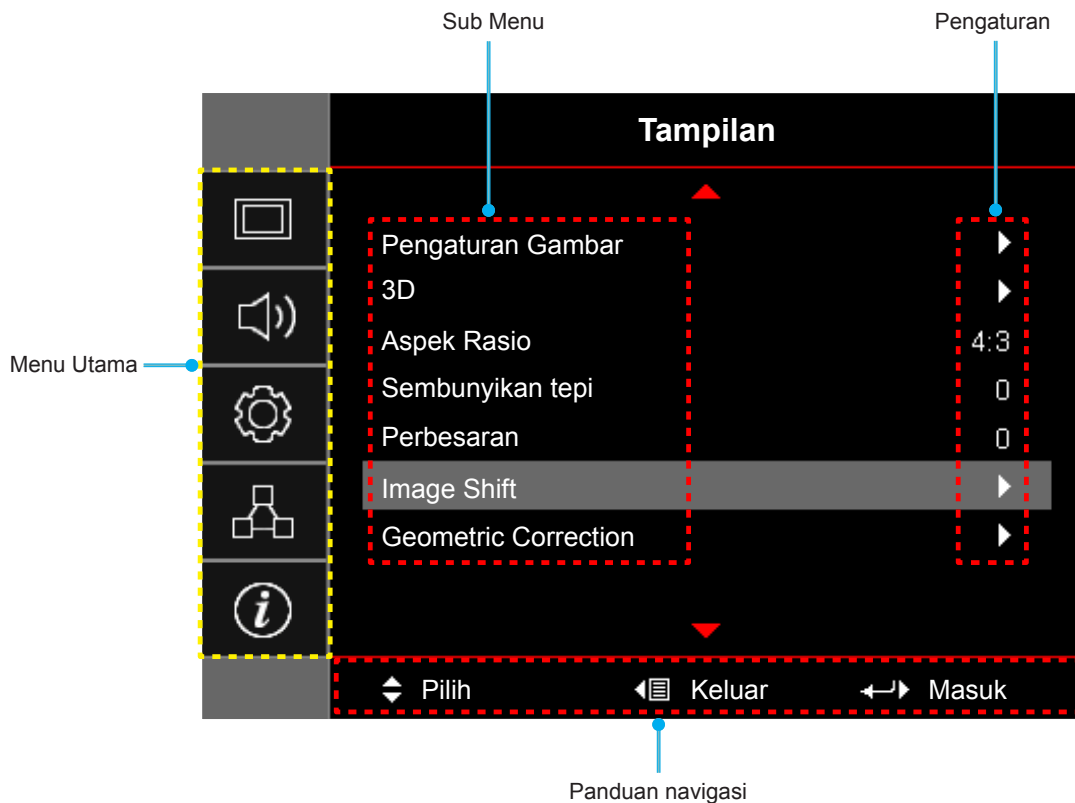 Sub Menu
Pengaturan
Tampilan
Pengaturan Gambar
3D
Aspek Rasio 4:3
Sembunyikan tepi 0
Perbesaran 0
Image Shift
Geometric Correction
Menu Utama
i
Pilih Keluar Masuk
Panduan navigasi